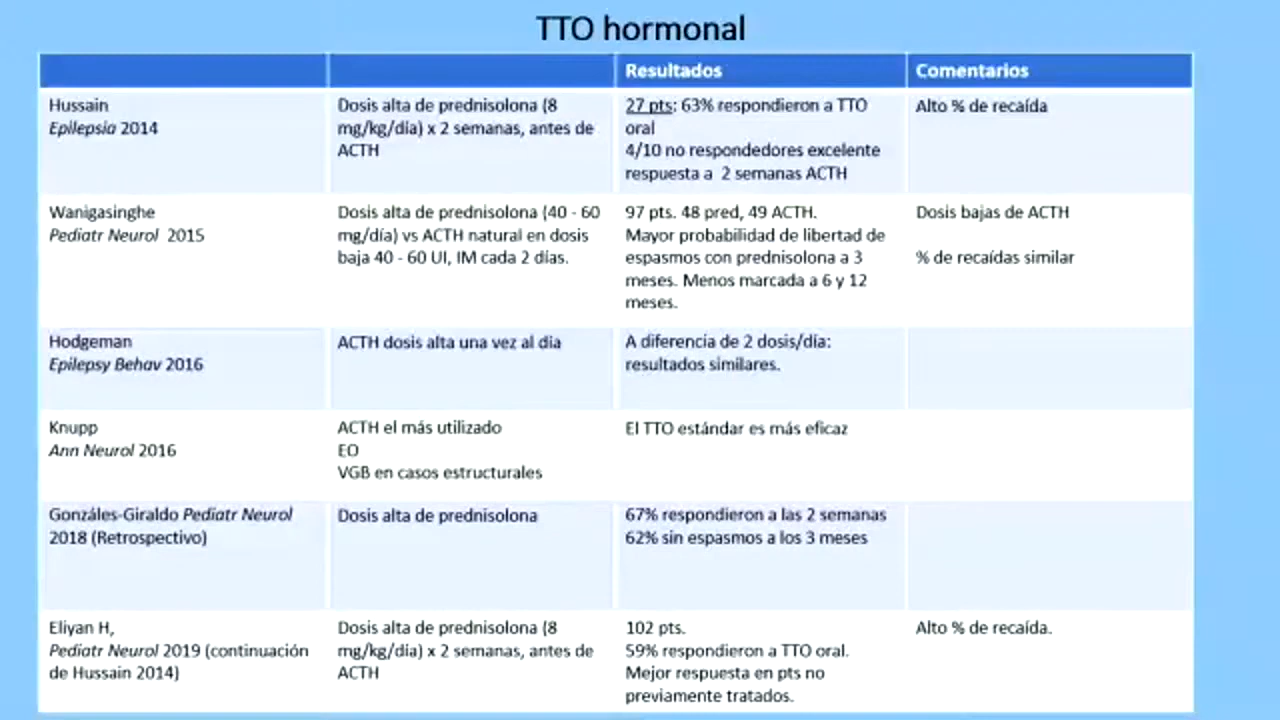 TTO hormonal
Resultados
Comentarios
Hussain
Epilepsia 2014
Dosis alta de prednisolona (8
mg/kg/día) x 2 semanas, antes de
ACTH
27 pts: 63% respondieron a TTO
oral
4/10 no respondedores excelente
respuesta a 2 semanas ACTH
Alto % de recaída
Wanigasinghe
Pediatr Neurol 2015
Dosis alta de prednisolona (40 - 60
mg/día) vs ACTH natural en dosis
baja 40 - 60 UI, IM cada 2 días.
97 pts. 48 pred, 49 ACTH.
Mayor probabilidad de libertad de
espasmos con prednisolona a 3
meses. Menos marcada a 6 y 12
meses.
Dosis bajas de ACTH
% de recaídas similar
Hodgeman
Epilepsy Behav 2016
ACTH dosis alta una vez al día
A diferencia de 2 dosis/día:
resultados similares.
Knupp
Ann Neurol 2016
ACTH el más utilizado
EO
VGB en casos estructurales
El TTO estándar es más eficaz
Gonzáles-Giraldo Pediatr Neurol
2018 (Retrospectivo)
Dosis alta de prednisolona
67% respondieron a las 2 semanas
62% sin espasmos a los 3 meses
Eliyan H,
Pediatr Neurol 2019 (continuación
de Hussain 2014)
Dosis alta de prednisolona (8
mg/kg/día) x 2 semanas, antes de
ACTH
102 pts.
59% respondieron a TTO oral.
Mejor respuesta en pts no
previamente tratados.
Alto % de recaída.